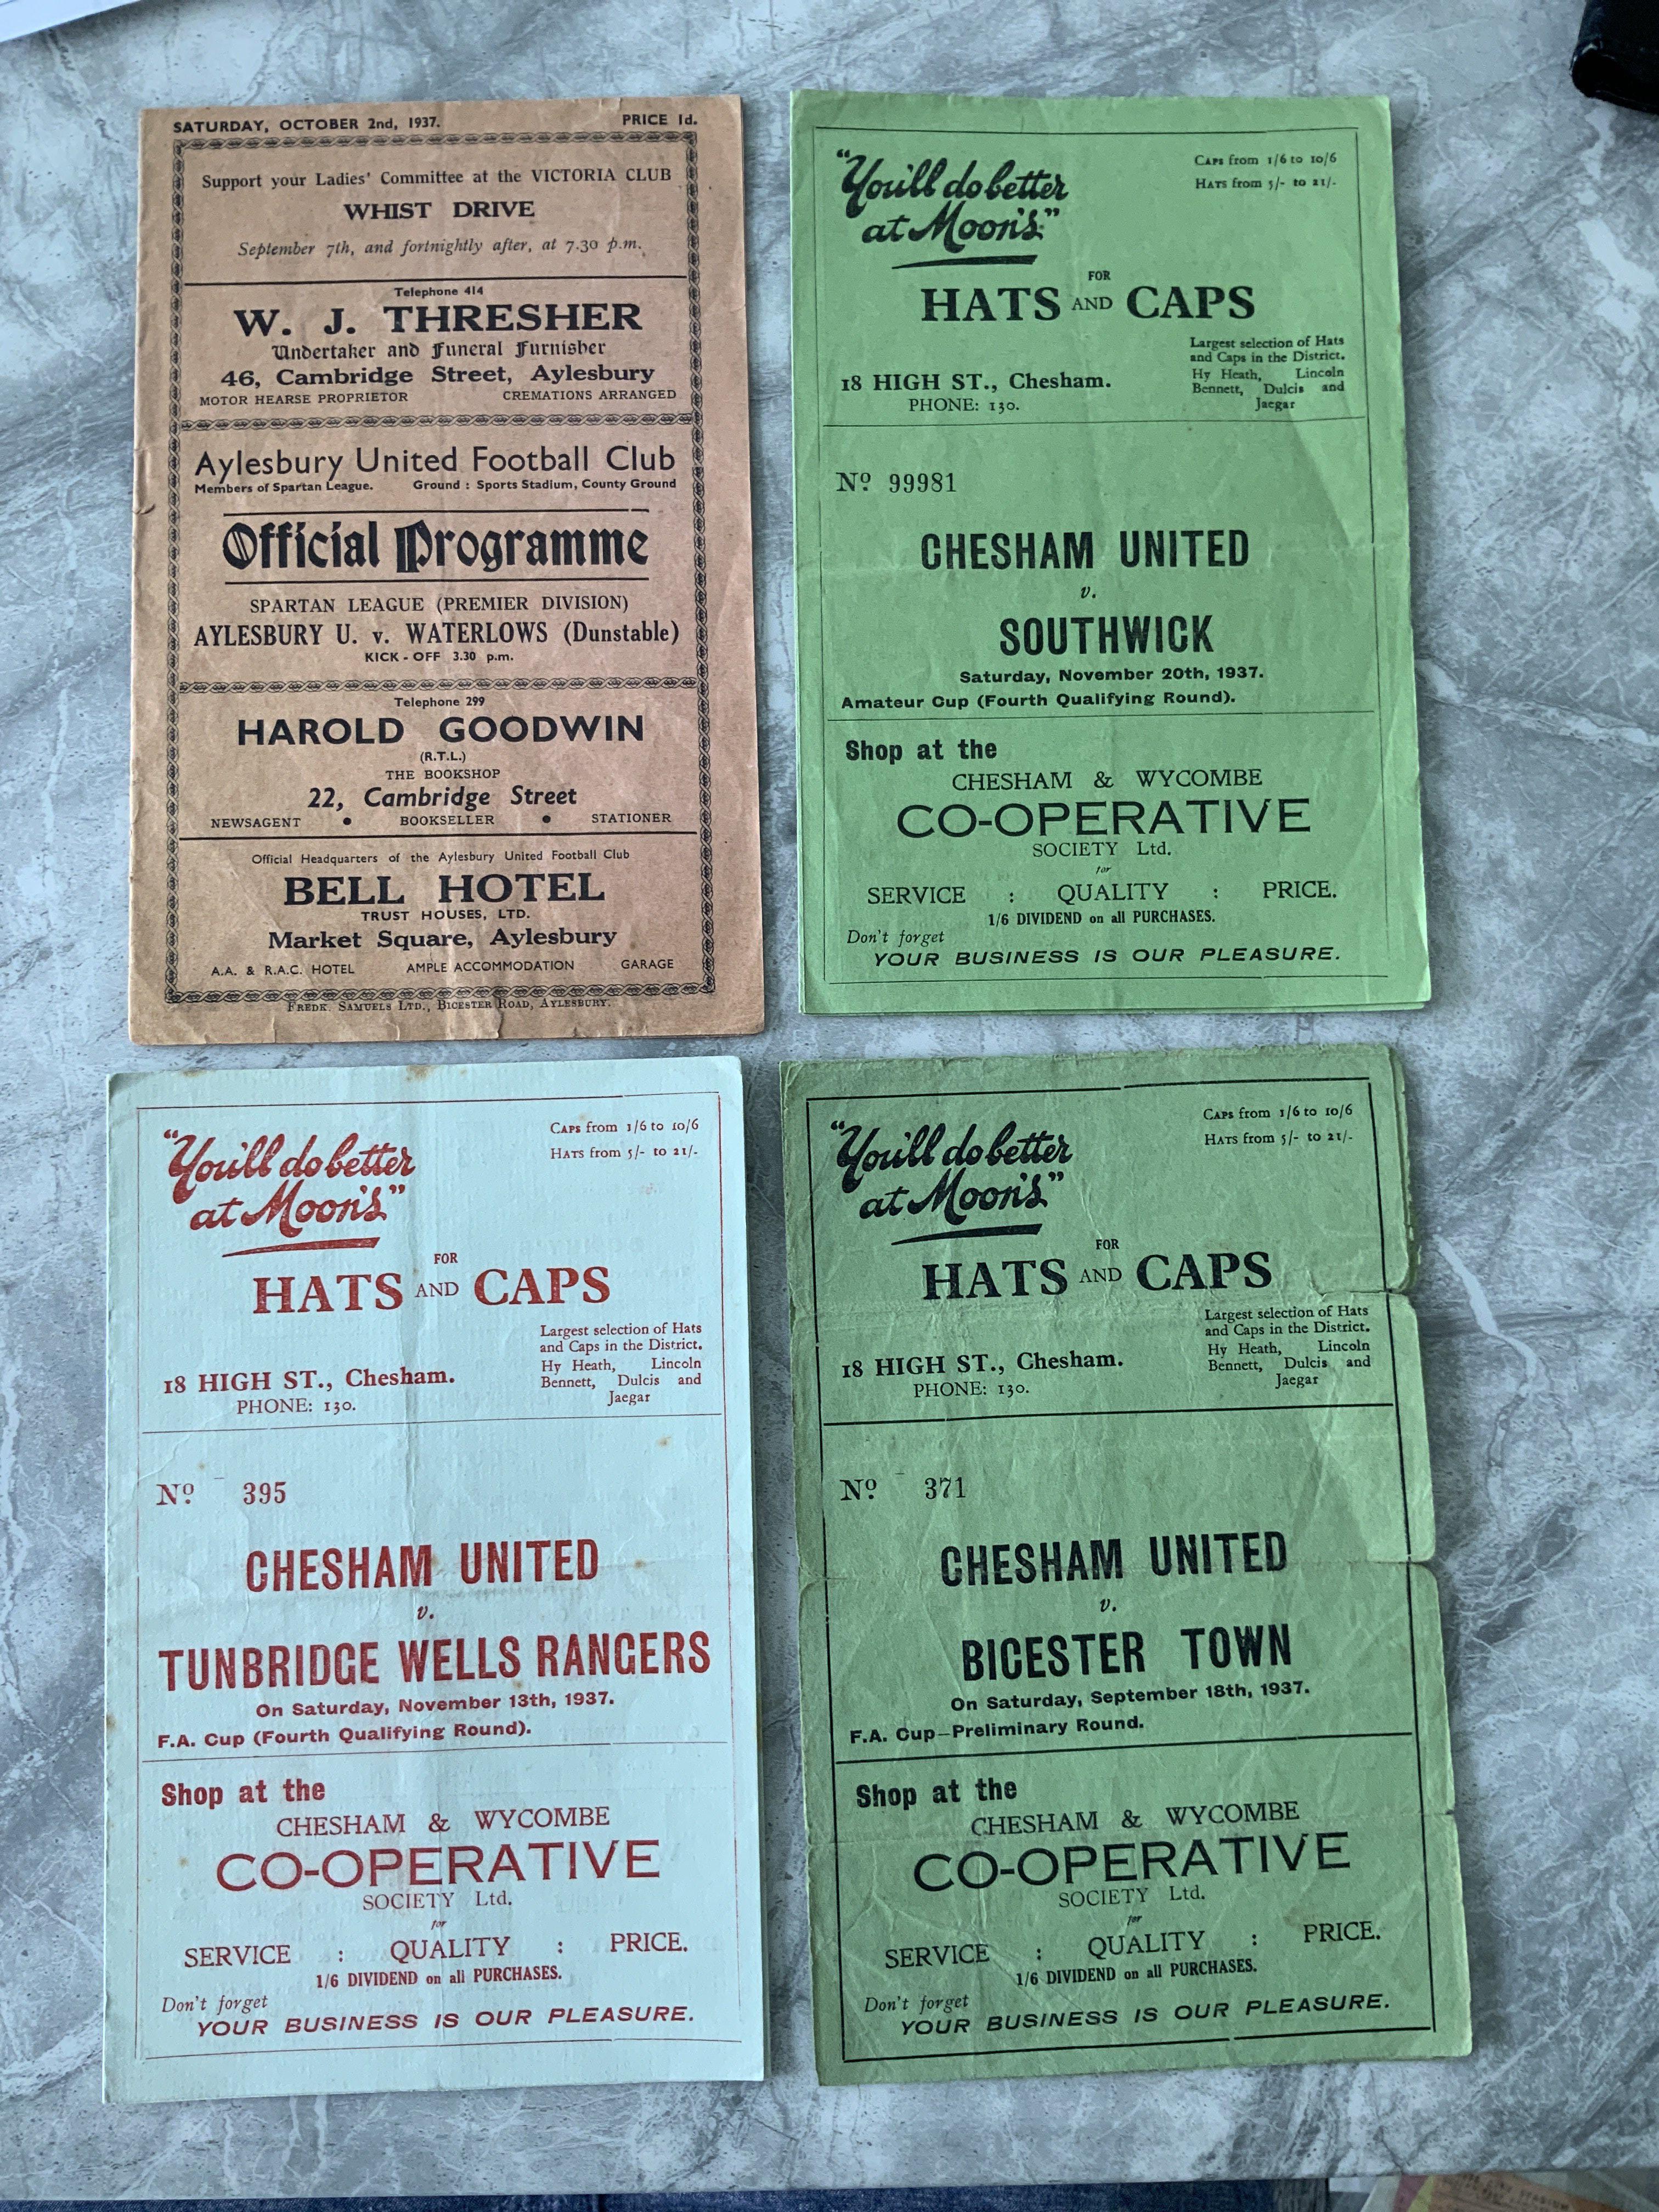 SATURDAY, OCTOBER 2nd, 1937. PRICE 1d.
Support your Ladies' Committee at the VICTORIA CLUB
WHIST DRIVE
September 7th, and fortnightly after, at 7.30 p.m.
Telephone 414
W. J. THRESHER
Undertaker and Funeral Furnisher
46, Cambridge Street, Aylesbury
MOTOR HEARSE PROPRIETOR CREMATIONS ARRANGED
Aylesbury United Football Club
Members of Spartan League. Ground : Sports Stadium, County Ground
Official Programme
SPARTAN LEAGUE (PREMIER DIVISION)
AYLESBURY U. v. WATERLOWS (Dunstable)
KICK-OFF 3.30 p.m.
Telephone 299
HAROLD GOODWIN
(R.T.L.)
THE BOOKSHOP
22, Cambridge Street
NEWSAGENT • BOOKSELLER • STATIONER
Official Headquarters of the Aylesbury United Football Club
BELL HOTEL
TRUST HOUSES, LTD.
Market Square, Aylesbury
A.A. & R.A.C. HOTEL AMPLE ACCOMMODATION GARAGE
FREDK. SAMUELS LTD., BICESTER ROAD, AYLESBURY.
"You'll do better
at Moon's"
CAPS from 1/6 to 10/6
HATS from 5/- to 21/-
FOR
HATS AND CAPS
Largest selection of Hats
and Caps in the District.
Hy Heath, Lincoln
Bennett, Dulcis and
Jaegar
18 HIGH ST., Chesham.
PHONE: 130.
Nº 99981
CHESHAM UNITED
v.
SOUTHWICK
Saturday, November 20th, 1937.
Amateur Cup (Fourth Qualifying Round).
Shop at the
CHESHAM & WYCOMBE
CO-OPERATIVE
SOCIETY Ltd.
for
SERVICE : QUALITY : PRICE.
1/6 DIVIDEND on all PURCHASES.
Don't forget
YOUR BUSINESS IS OUR PLEASURE.
"You'll do better
at Moon's"
CAPS from 1/6 to 10/6
HATS from 5/- to 21/-
FOR
HATS AND CAPS
Largest selection of Hats
and Caps in the District.
Hy Heath, Lincoln
Bennett, Dulcis and
Jaegar
18 HIGH ST., Chesham.
PHONE: 130.
Nº 395
CHESHAM UNITED
v.
TUNBRIDGE WELLS RANGERS
On Saturday, November 13th, 1937.
F.A. Cup (Fourth Qualifying Round).
Shop at the
CHESHAM & WYCOMBE
CO-OPERATIVE
SOCIETY Ltd.
for
SERVICE : QUALITY : PRICE.
1/6 DIVIDEND on all PURCHASES.
Don't forget
YOUR BUSINESS IS OUR PLEASURE.
"You'll do better
at Moon's"
CAPS from 1/6 to 10/6
HATS from 5/- to 21/-
FOR
HATS AND CAPS
Largest selection of Hats
and Caps in the District.
Hy Heath, Lincoln
Bennett, Dulcis and
Jaegar
18 HIGH ST., Chesham.
PHONE: 130.
Nº 371
CHESHAM UNITED
v.
BICESTER TOWN
On Saturday, September 18th, 1937.
F.A. Cup—Preliminary Round.
Shop at the
CHESHAM & WYCOMBE
CO-OPERATIVE
SOCIETY Ltd.
for
SERVICE : QUALITY : PRICE.
1/6 DIVIDEND on all PURCHASES.
Don't forget
YOUR BUSINESS IS OUR PLEASURE.